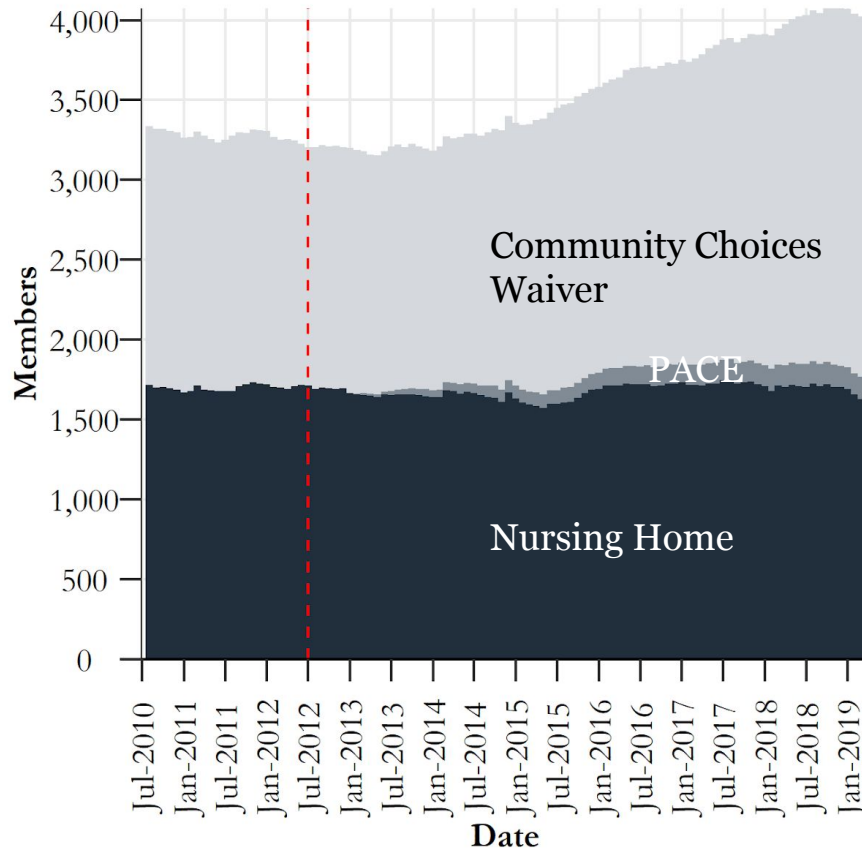 4,000
3,500
3,000
2,500
2,000
1,500
1,000
500
0
Members
Community Choices
Waiver
PACE
Nursing Home
Jul-2010
Jan-2011
Jul-2011
Jan-2012
Jul-2012
Jan-2013
Jul-2013
Jan-2014
Jul-2014
Jan-2015
Jul-2015
Jan-2016
Jul-2016
Jan-2017
Jul-2017
Jan-2018
Jul-2018
Jan-2019
Date